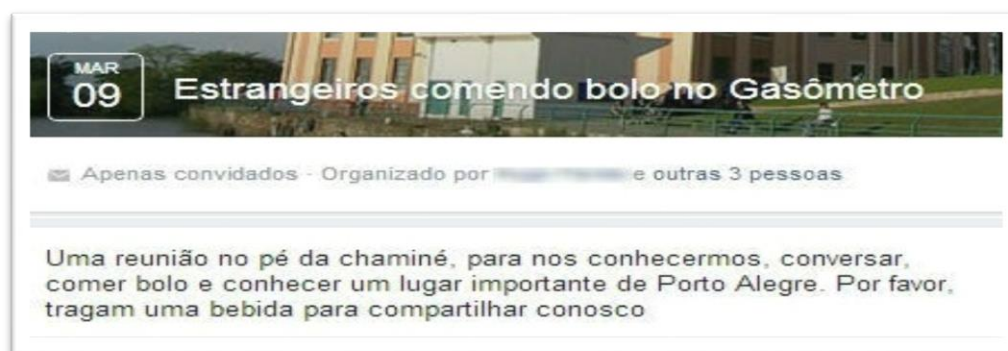 MAR
09
Estrangeiros comendo bolo no Gasômetro
Apenas convidados · Organizado por e outras 3 pessoas
Uma reunião no pé da chaminé, para nos conhecermos, conversar,
comer bolo e conhecer um lugar importante de Porto Alegre. Por favor,
tragam uma bebida para compartilhar conosco